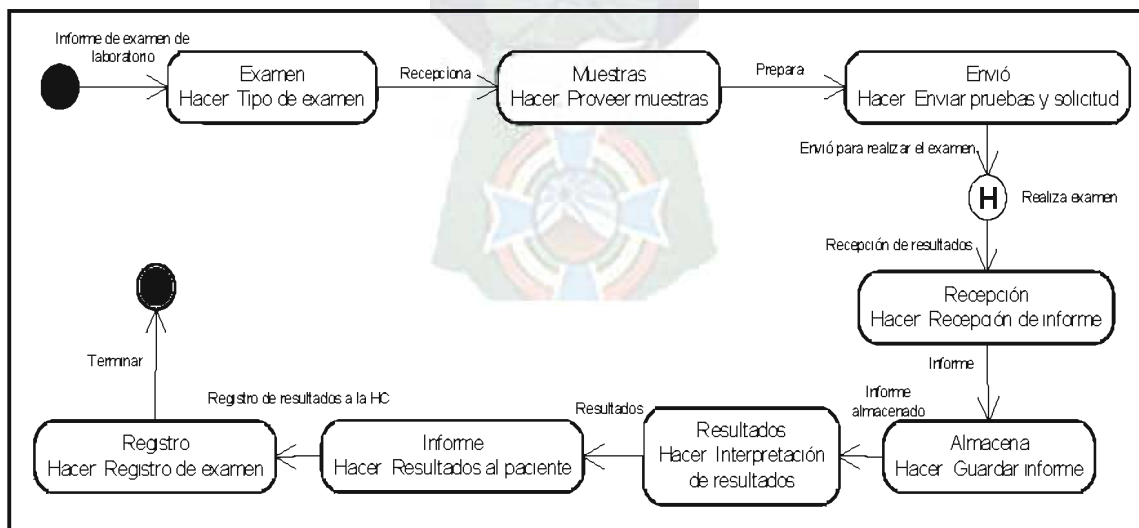 Informe de examen de
laboratorio
Examen
Hacer Tipo de examen
Recepciona
Muestras
Hacer Proveer muestras
Prepara
Envió
Hacer Enviar pruebas y solicitud
Envió para realizar el examen
H
Realiza examen
Recepción de resultados
Recepción
Hacer Recepción de informe
Informe
Informe
almacenado
Almacena
Hacer Guardar informe
Resultados
Hacer Interpretación
de resultados
Resultados
Informe
Hacer Resultados al paciente
Registro de resultados a la HC
Registro
Hacer Registro de examen
Terminar